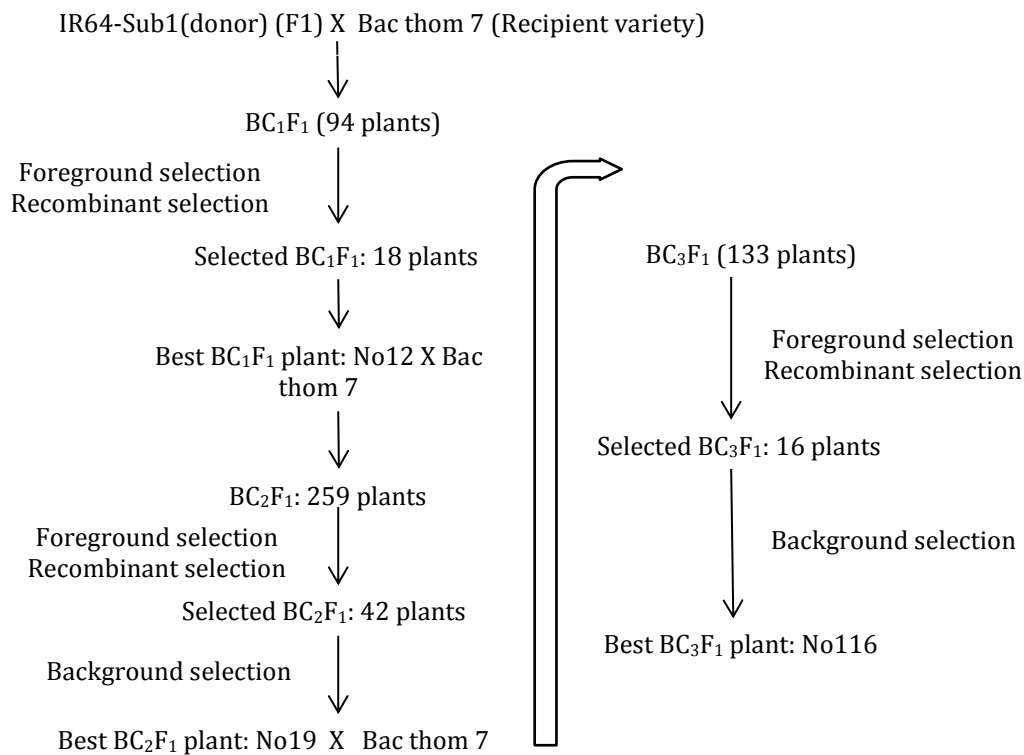 IR64-Sub1(donor) (F1) X Bac thom 7 (Recipient variety)
BC₁F₁ (94 plants)
Foreground selection
Recombinant selection
Selected BC₁F₁: 18 plants
Best BC₁F₁ plant: No12 X Bac
thom 7
BC₂F₁: 259 plants
Foreground selection
Recombinant selection
Selected BC₂F₁: 42 plants
Background selection
Best BC₂F₁ plant: No19 X Bac thom 7
BC₃F₁ (133 plants)
Foreground selection
Recombinant selection
Selected BC₃F₁: 16 plants
Background selection
Best BC₃F₁ plant: No116